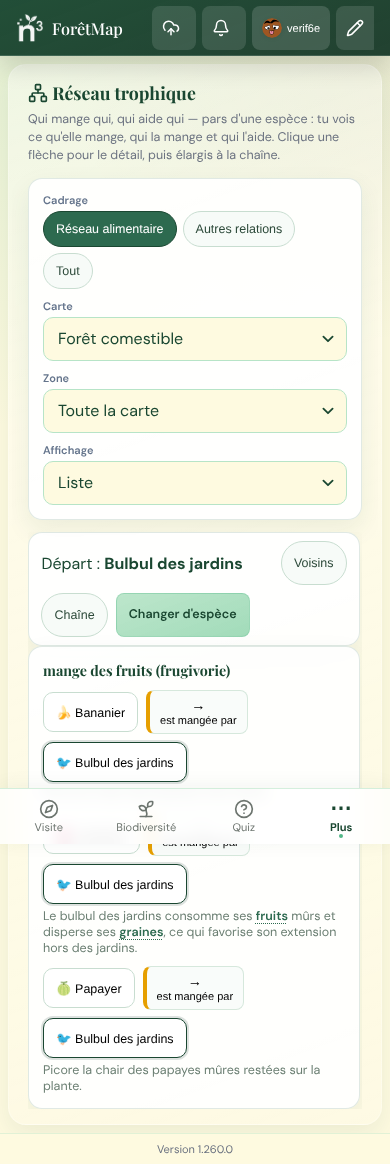 n³ ForêtMap
verif6e
Réseau trophique
Qui mange qui, qui aide qui — pars d'une espèce : tu vois
ce qu'elle mange, qui la mange et qui l'aide. Clique une
flèche pour le détail, puis élargis à la chaîne.
Cadrage
Réseau alimentaire
Autres relations
Tout
Carte
Forêt comestible
Zone
Toute la carte
Affichage
Liste
Départ : Bulbul des jardins
Voisins
Chaîne
Changer d'espèce
mange des fruits (frugivorie)
Bananier
→
est mangée par
Bulbul des jardins
Visite
Biodiversité
Quiz
Plus
est mangée par
Bulbul des jardins
Le bulbul des jardins consomme ses fruits mûrs et
disperse ses graines, ce qui favorise son extension
hors des jardins.
Papayer
→
est mangée par
Bulbul des jardins
Picore la chair des papayes mûres restées sur la
plante.
Version 1.260.0